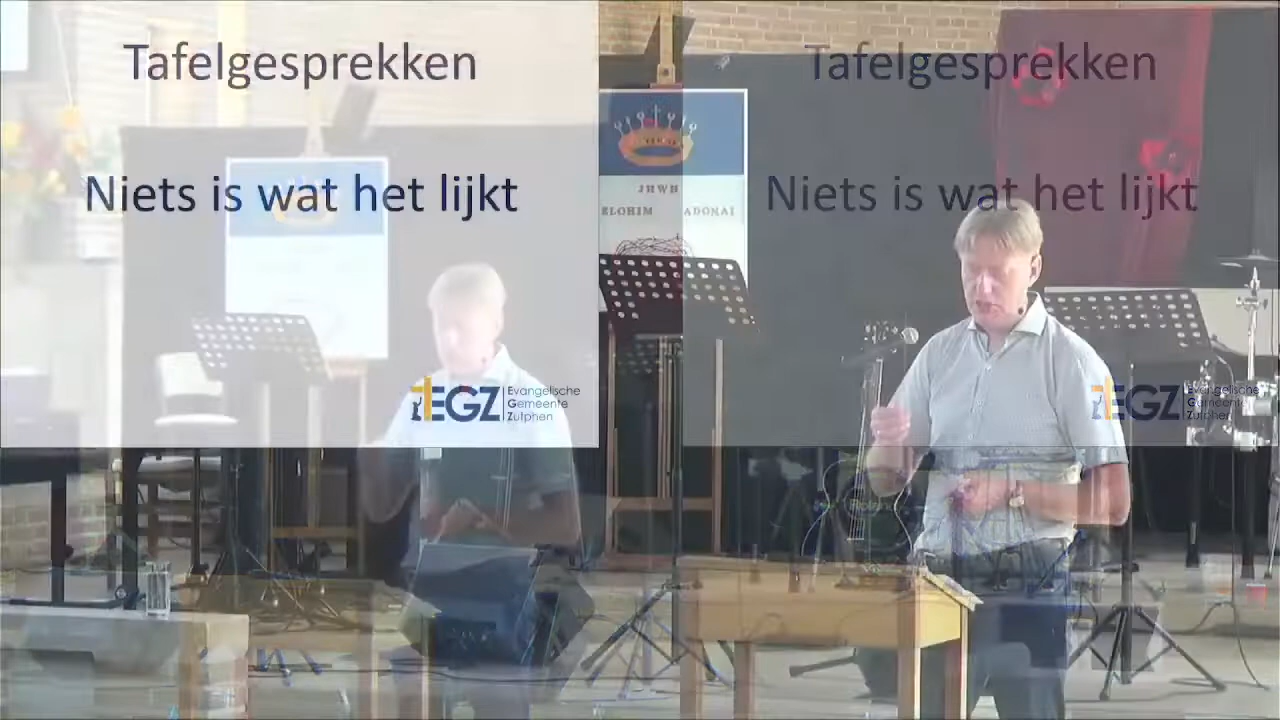 Tafelgesprekken
Niets is wat het lijkt
EGZ
Evangelische
Gemeente
Zutphen
JHWH
ELOHIM ADONAI
Tafelgesprekken
Niets is wat het lijkt
EGZ
Evangelische
Gemeente
Zutphen